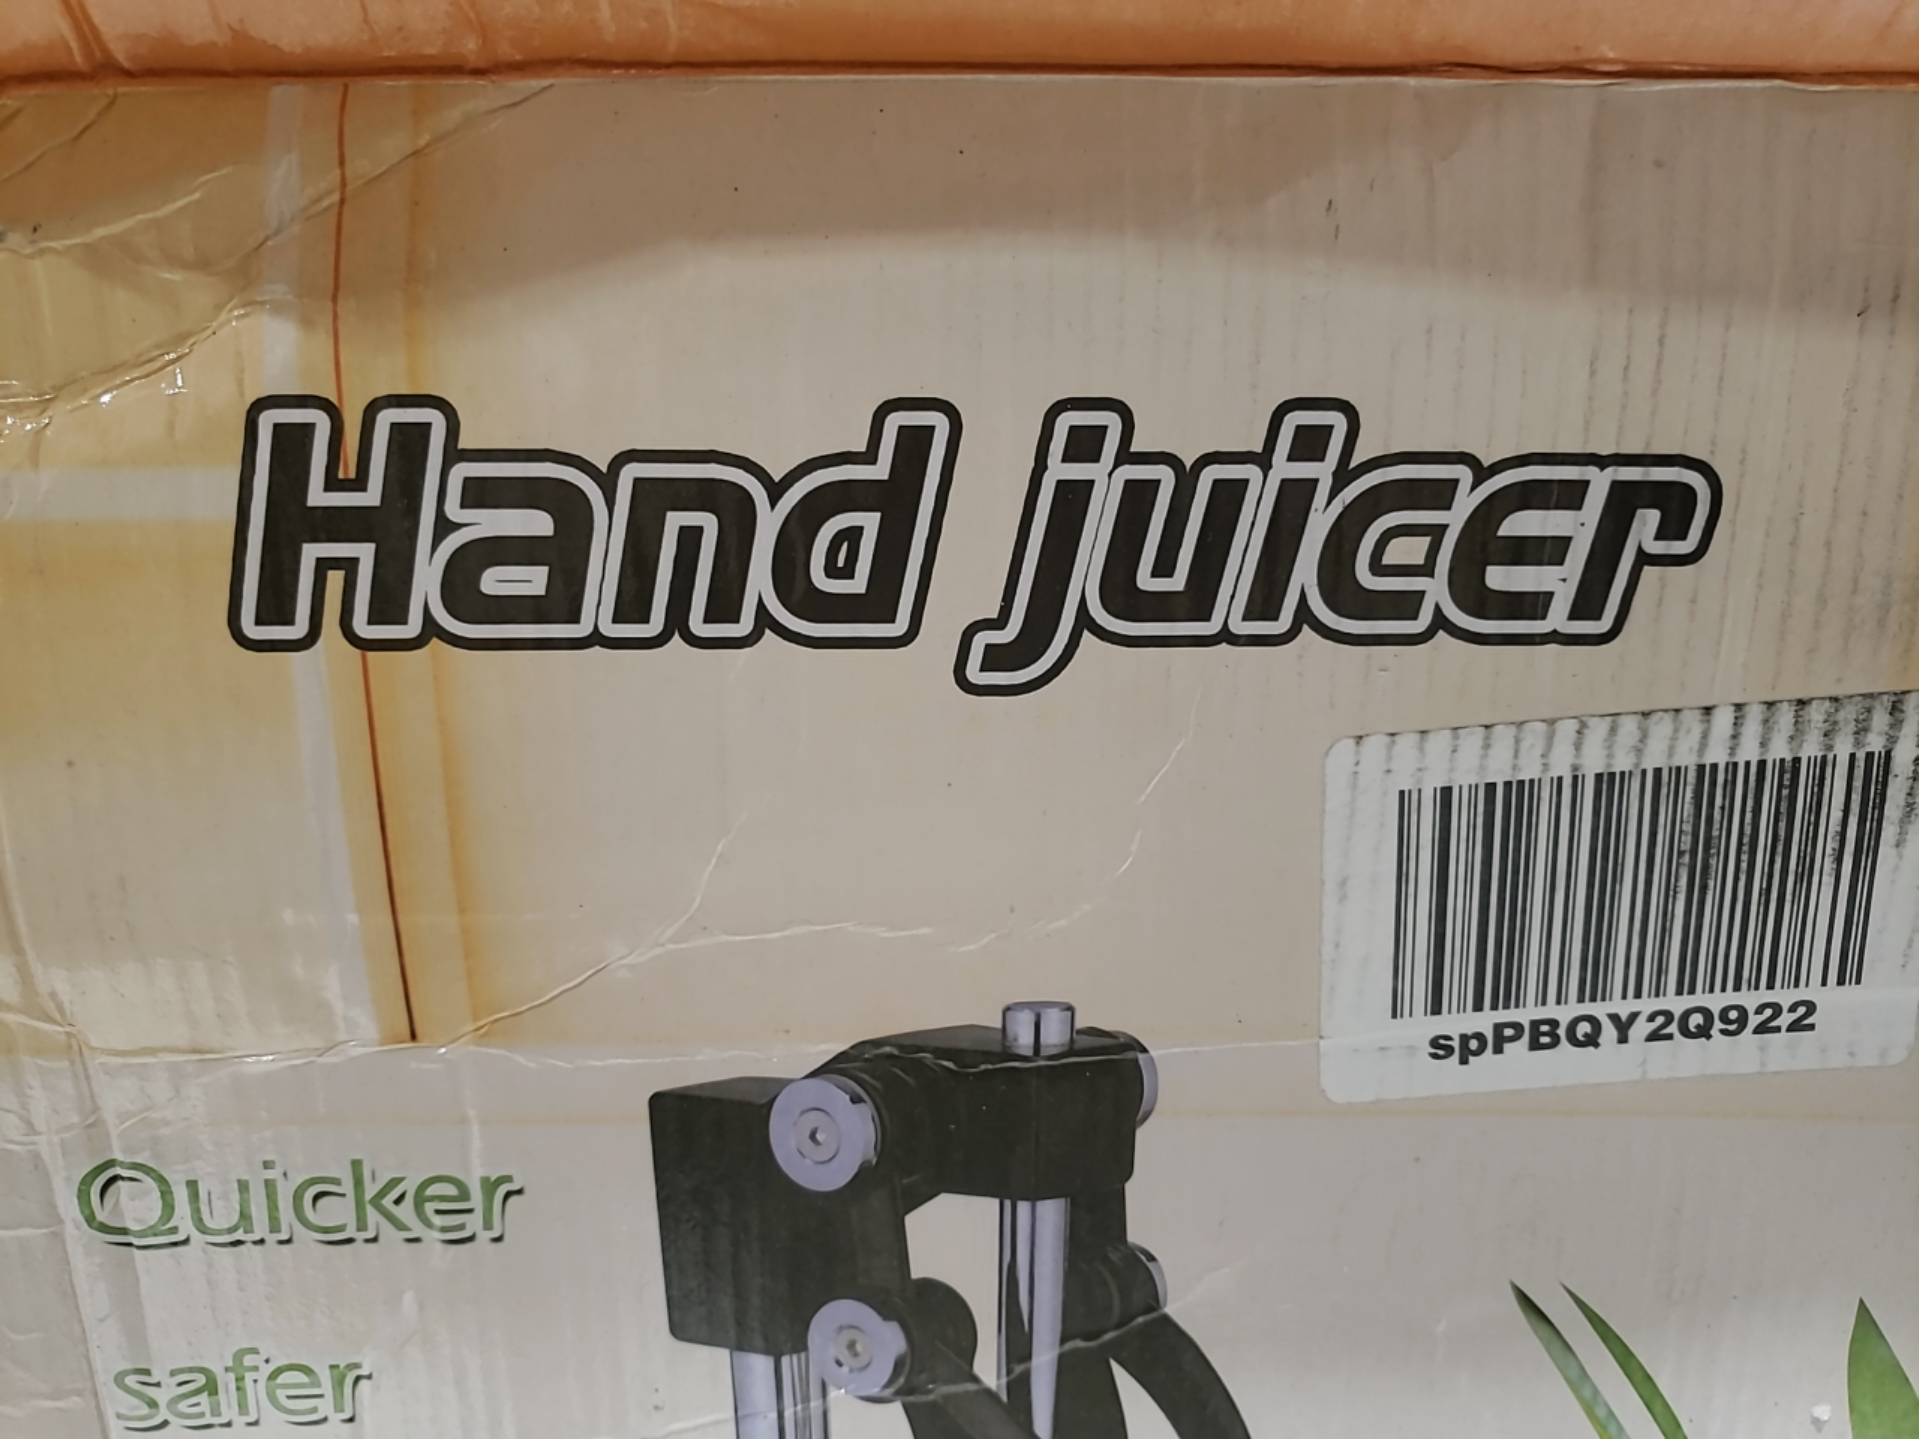 Hand juicer
spPBQY2Q922
Quicker
safer